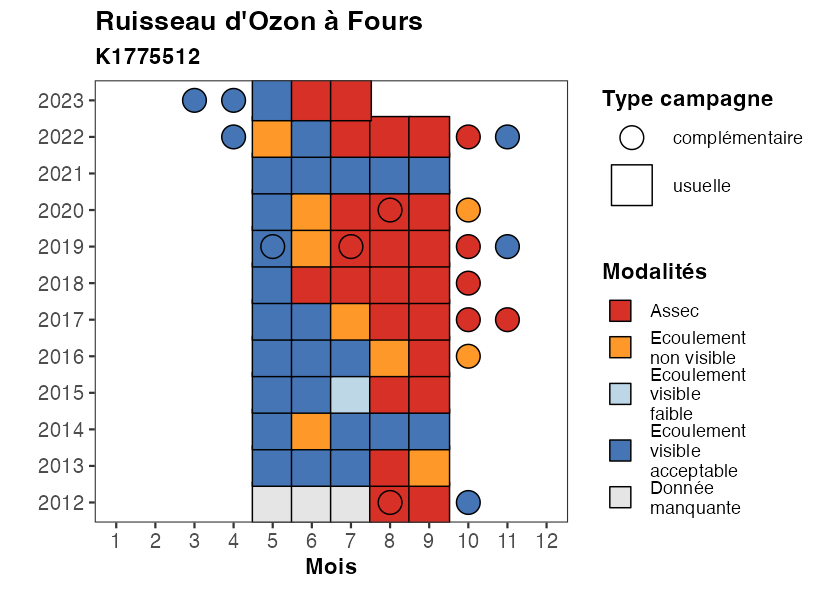 Ruisseau d'Ozon à Fours
K1775512
2023
2022
2021
2020
2019
2018
2017
2016
2015
2014
2013
2012
1 2 3 4 5 6 7 8 9 10 11 12
Mois
Type campagne
complémentaire
usuelle
Modalités
Assec
Ecoulement
non visible
Ecoulement
visible
faible
Ecoulement
visible
acceptable
Donnée
manquante